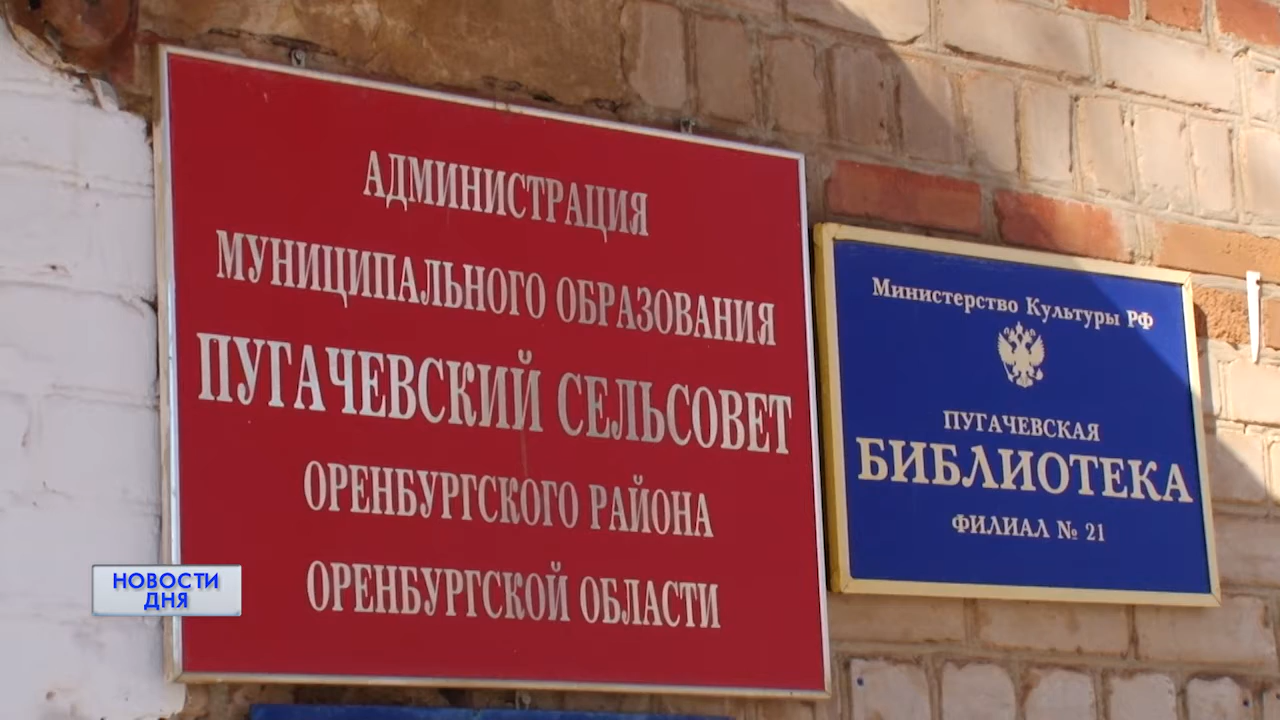 АДМИНИСТРАЦИЯ
МУНИЦИПАЛЬНОГО ОБРАЗОВАНИЯ
ПУГАЧЕВСКИЙ СЕЛЬСОВЕТ
ОРЕНБУРГСКОГО РАЙОНА
ОРЕНБУРГСКОЙ ОБЛАСТИ
Министерство Культуры РФ
ПУГАЧЕВСКАЯ
БИБЛИОТЕКА
ФИЛИАЛ № 21
НОВОСТИ
ДНЯ